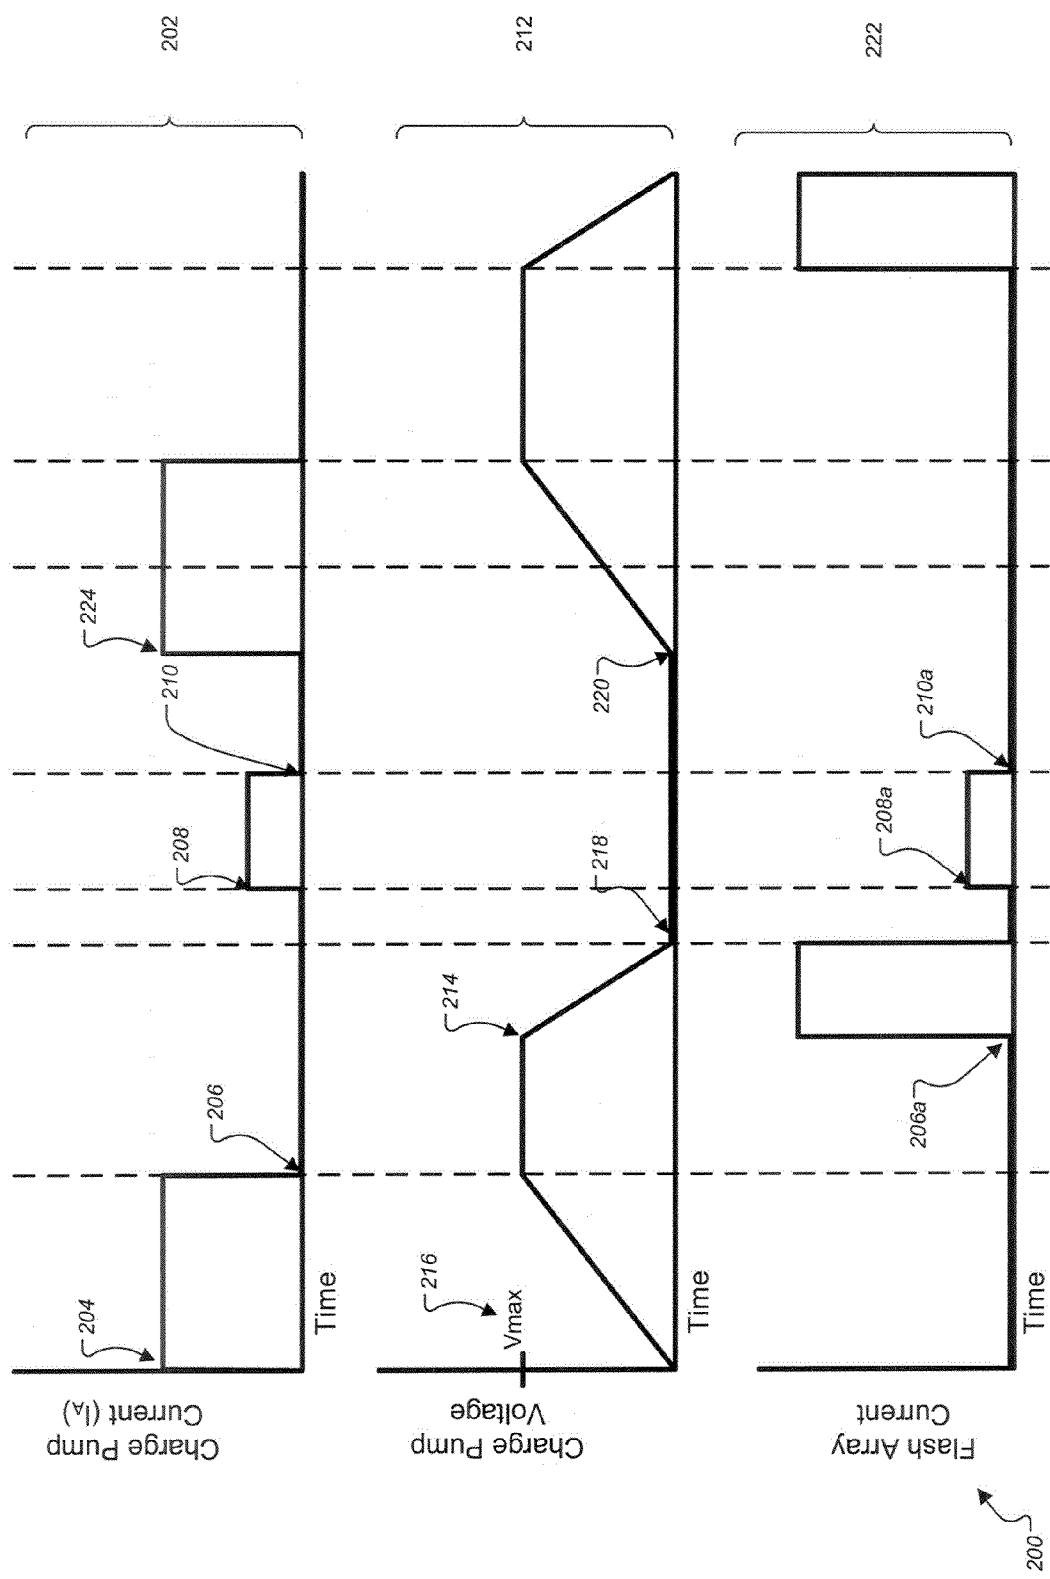 Charge Pump
Current (IA)
204
206
208
210
224
202
Time
Charge Pump
Voltage
Vmax
216
214
218
220
212
Time
Flash Array
Current
206a
208a
210a
222
Time
200